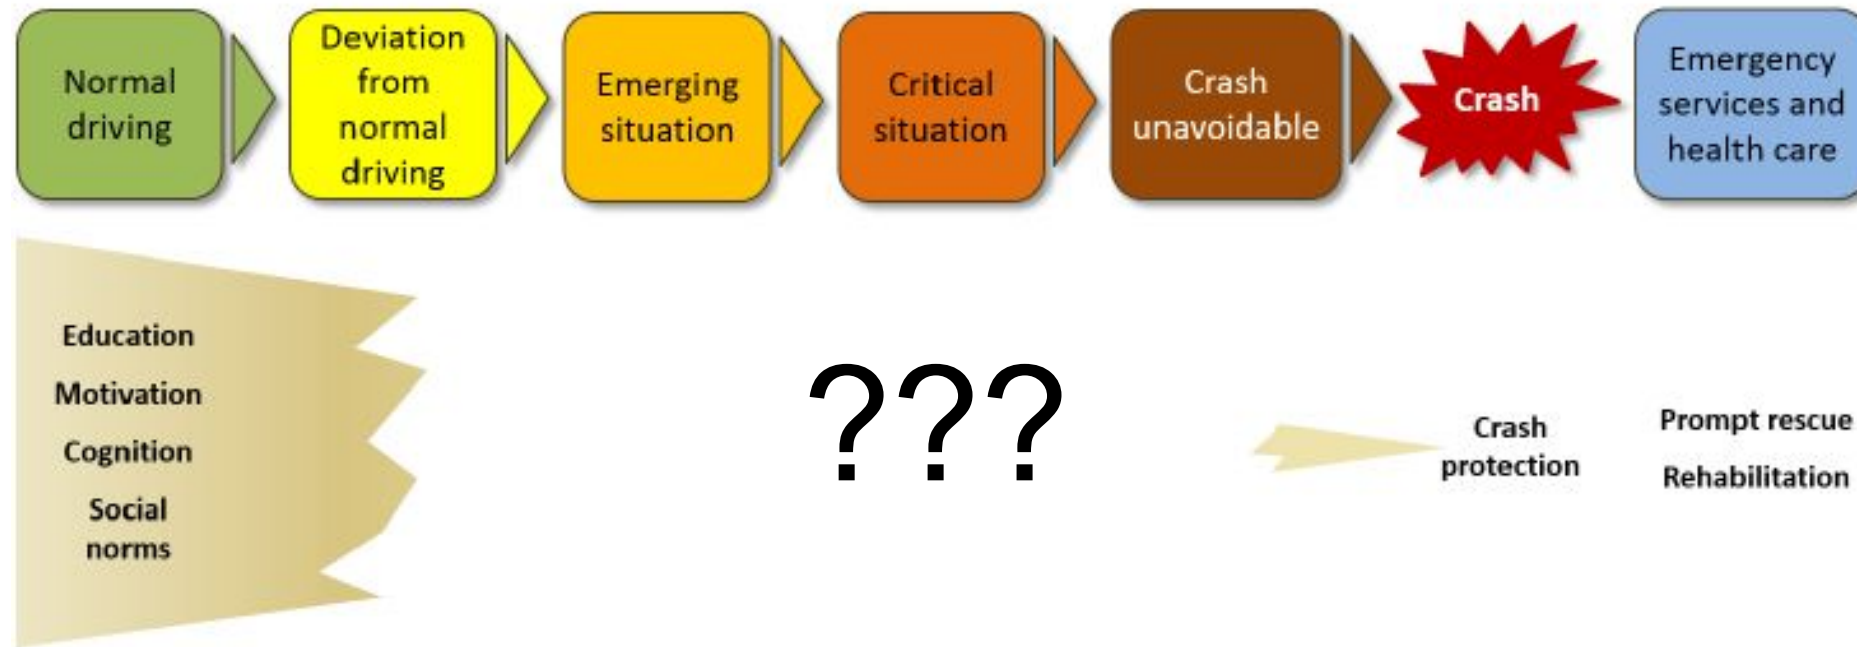 Normal
driving
Deviation
from
normal
driving
Emerging
situation
Critical
situation
Crash
unavoidable
Crash
Emergency
services and
health care
Education
Motivation
Cognition
Social
norms
???
Crash
protection
Prompt rescue
Rehabilitation